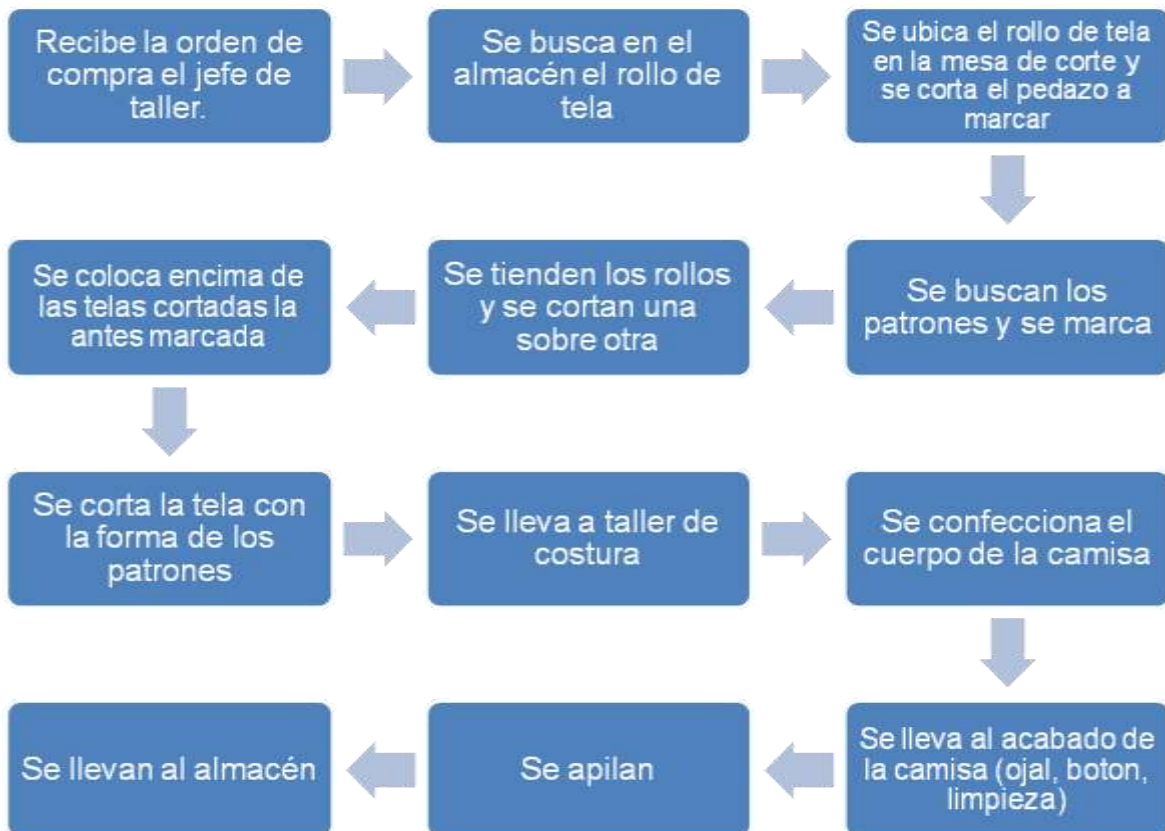 Recibe la orden de
compra el jefe de
taller.
Se busca en el
almacén el rollo de
tela
Se ubica el rollo de tela
en la mesa de corte y
se corta el pedazo a
marcar
Se buscan los
patrones y se marca
Se tienden los rollos
y se cortan una
sobre otra
Se coloca encima de
las telas cortadas la
antes marcada
Se corta la tela con
la forma de los
patrones
Se lleva a taller de
costura
Se confecciona el
cuerpo de la camisa
Se lleva al acabado de
la camisa (ojal, boton,
limpieza)
Se apilan
Se llevan al almacén